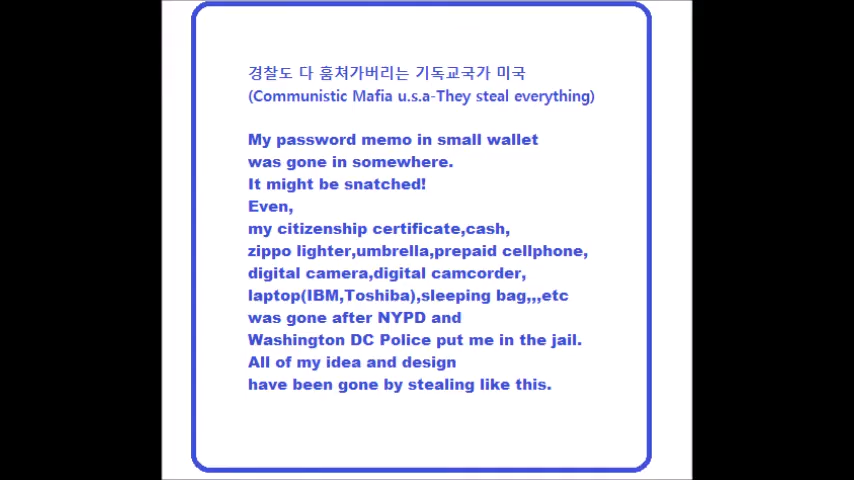 경찰도 다 훔쳐가버리는 기독교국가 미국
(Communistic Mafia u.s.a-They steal everything)
My password memo in small wallet
was gone in somewhere.
It might be snatched!
Even,
my citizenship certificate,cash,
zippo lighter,umbrella,prepaid cellphone,
digital camera,digital camcorder,
laptop(IBM,Toshiba),sleeping bag,,,etc
was gone after NYPD and
Washington DC Police put me in the jail.
All of my idea and design
have been gone by stealing like this.